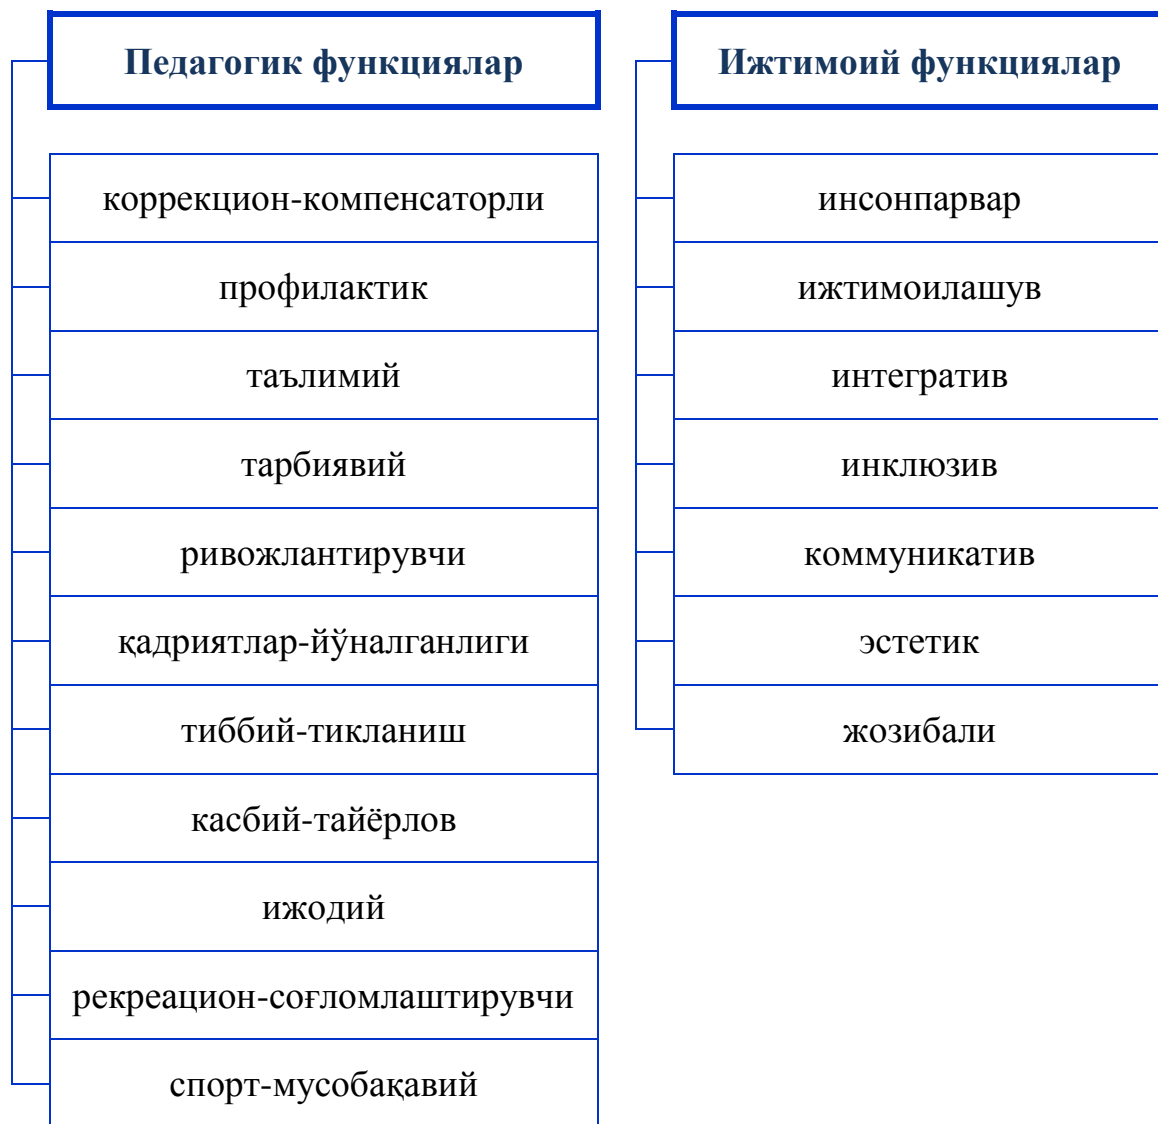 Педагогик функциялар
коррекцион-компенсаторли
профилактик
таълимий
тарбиявий
ривожлантирувчи
қадриятлар-йўналганлиги
тиббий-тикланиш
касбий-тайёрлов
ижодий
рекреацион-соғломлаштирувчи
спорт-мусобақавий
Ижтимоий функциялар
инсонпарвар
ижтимоилашув
интегратив
инклюзив
коммуникатив
эстетик
жозибали